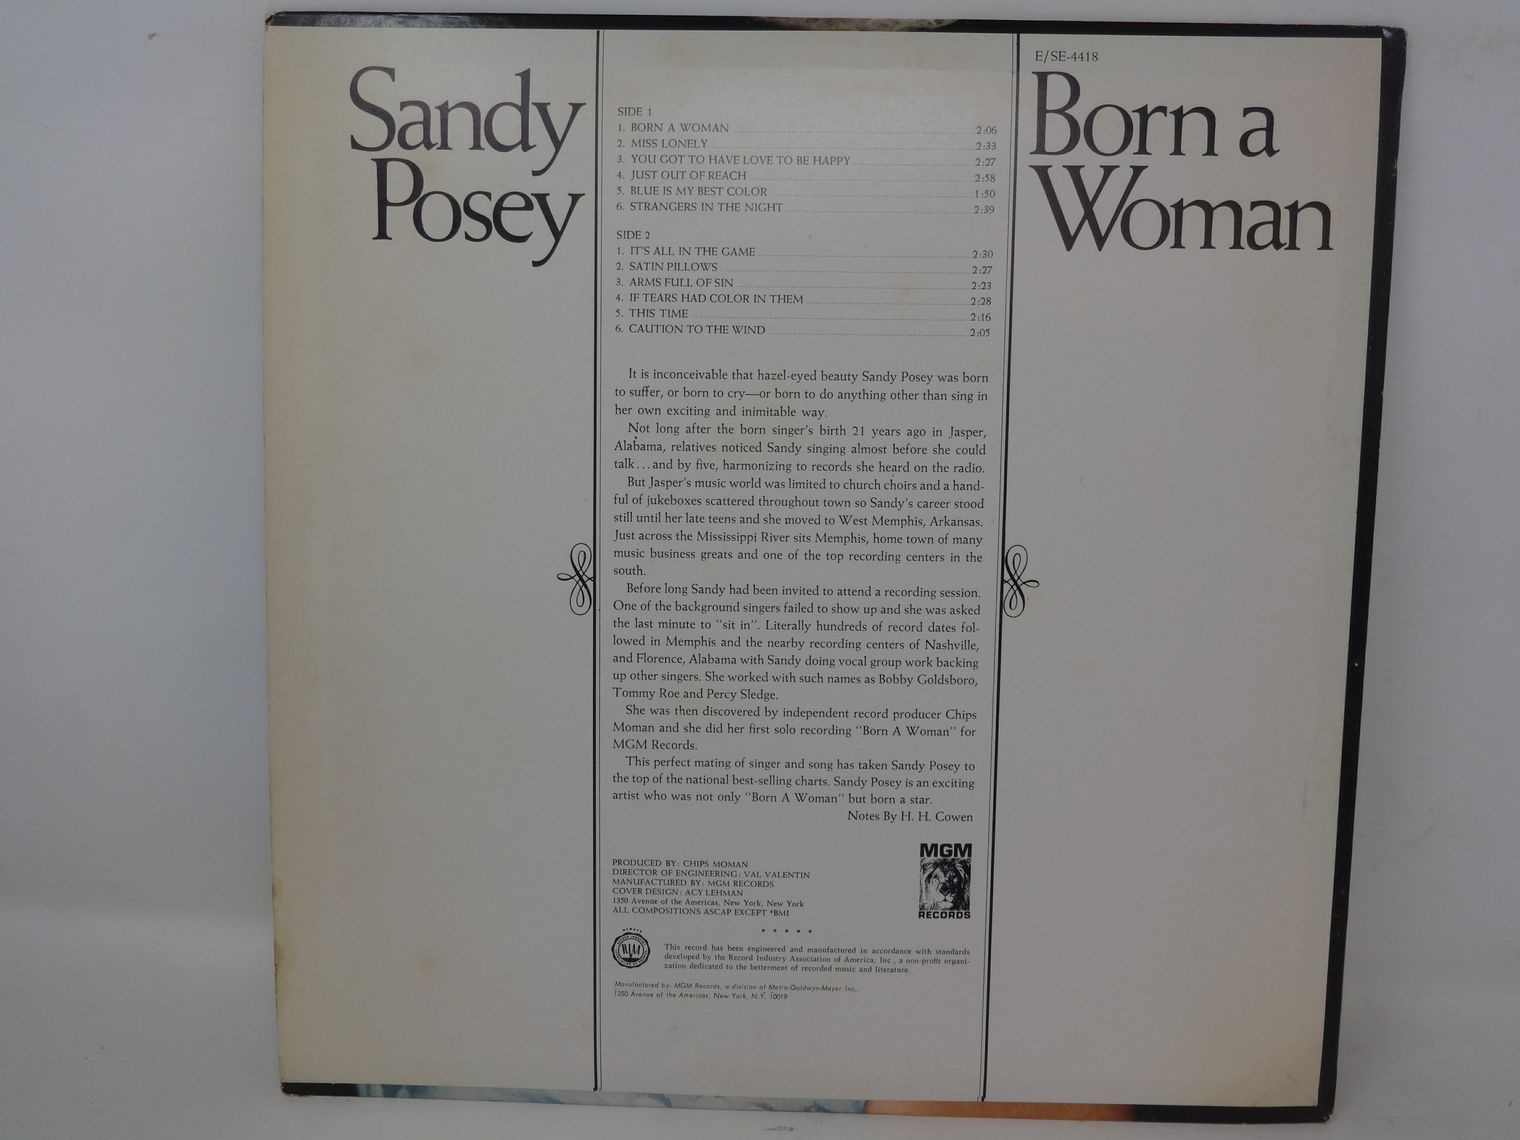 Sandy
Posey
SIDE 1
1. BORN A WOMAN 2:06
2. MISS LONELY 2:33
3. YOU GOT TO HAVE LOVE TO BE HAPPY 2:27
4. JUST OUT OF REACH 2:58
5. BLUE IS MY BEST COLOR 1:50
6. STRANGERS IN THE NIGHT 2:39
SIDE 2
1. IT'S ALL IN THE GAME 2:30
2. SATIN PILLOWS 2:27
3. ARMS FULL OF SIN 2:23
4. IF TEARS HAD COLOR IN THEM 2:28
5. THIS TIME 2:16
6. CAUTION TO THE WIND 2:05
It is inconceivable that hazel-eyed beauty Sandy Posey was born
to suffer, or born to cry—or born to do anything other than sing in
her own exciting and inimitable way.
Not long after the born singer's birth 21 years ago in Jasper,
Alabama, relatives noticed Sandy singing almost before she could
talk...and by five, harmonizing to records she heard on the radio.
But Jasper's music world was limited to church choirs and a hand-
ful of jukeboxes scattered throughout town so Sandy's career stood
still until her late teens and she moved to West Memphis, Arkansas.
Just across the Mississippi River sits Memphis, home town of many
music business greats and one of the top recording centers in the
south.
Before long Sandy had been invited to attend a recording session.
One of the background singers failed to show up and she was asked
the last minute to "sit in". Literally hundreds of record dates fol-
lowed in Memphis and the nearby recording centers of Nashville,
and Florence, Alabama with Sandy doing vocal group work backing
up other singers. She worked with such names as Bobby Goldsboro,
Tommy Roe and Percy Sledge.
She was then discovered by independent record producer Chips
Moman and she did her first solo recording "Born A Woman" for
MGM Records.
This perfect mating of singer and song has taken Sandy Posey to
the top of the national best-selling charts. Sandy Posey is an exciting
artist who was not only "Born A Woman" but born a star.
Notes By H. H. Cowen
PRODUCED BY: CHIPS MOMAN
DIRECTOR OF ENGINEERING: VAL VALENTIN
MANUFACTURED BY: MGM RECORDS
COVER DESIGN: ACY LEHMAN
1350 Avenue of the Americas, New York, New York
ALL COMPOSITIONS ASCAP EXCEPT *BMI
MGM
RECORDS
* * * * *
RIAA
This record has been engineered and manufactured in accordance with standards
developed by the Record Industry Association of America, Inc., a non-profit organi-
zation dedicated to the betterment of recorded music and literature.
Manufactured by: MGM Records, a division of Metro-Goldwyn-Mayer Inc.,
1350 Avenue of the Americas, New York, N.Y. 10019
E/SE-4418
Born a
Woman